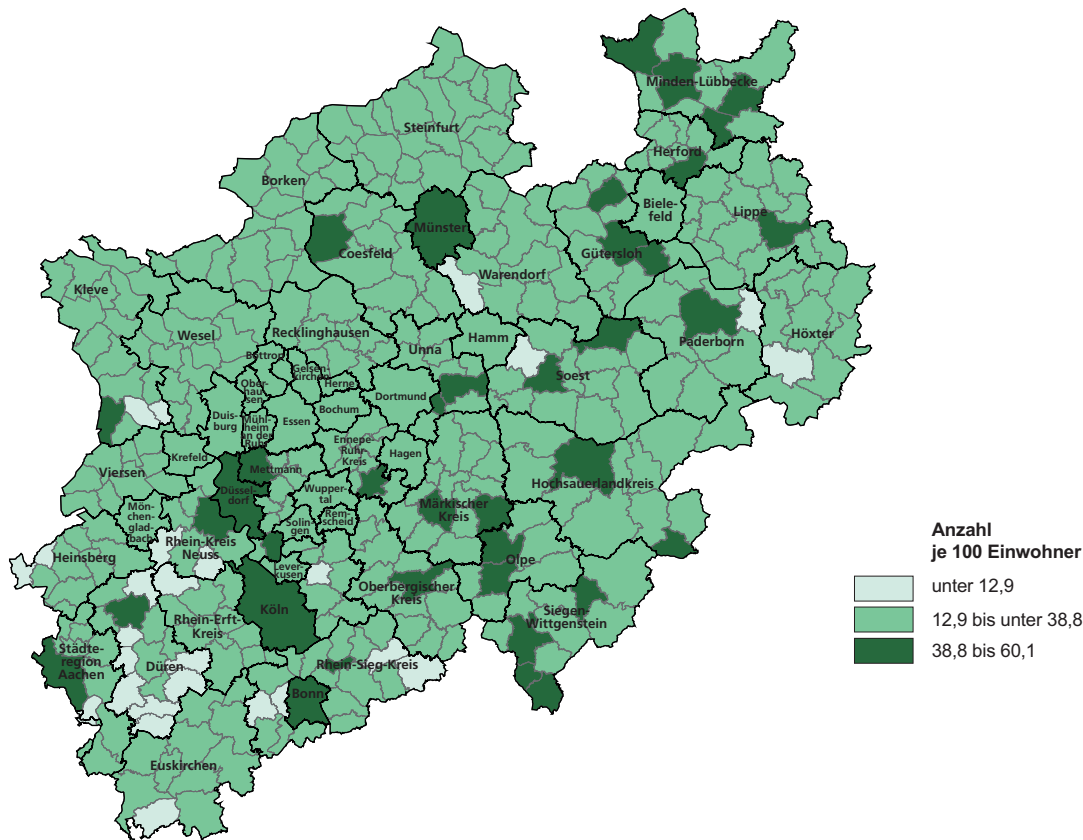 Minden-Lübbecke
Steinfurt
Herford
Borken
Biele-
feld
Lippe
Münster
Coesfeld
Gütersloh
Warendorf
Kleve
Wesel
Recklinghausen
Unna
Hamm
Paderborn
Höxter
Bottrop
Gelsen-
kirchen
Herne
Ober-
hau-
sen
Soest
Dortmund
Duis-
burg
Mühl-
heim
an der
Ruhr
Essen
Bochum
Ennepe-
Ruhr-
Kreis
Hagen
Krefeld
Mettmann
Viersen
Hochsauerlandkreis
Düssel-
dorf
Wupper-
tal
Märkischer
Kreis
Mön-
chen-
glad-
bach
Solin-
gen
Rem-
scheid
Rhein-Kreis
Neuss
Heinsberg
Lever-
kusen
Olpe
Oberbergischer
Kreis
Köln
Siegen-
Wittgenstein
Rhein-Erft-
Kreis
Städte-
region
Aachen
Düren
Rhein-Sieg-Kreis
Bonn
Euskirchen
Anzahl
je 100 Einwohner
unter 12,9
12,9 bis unter 38,8
38,8 bis 60,1